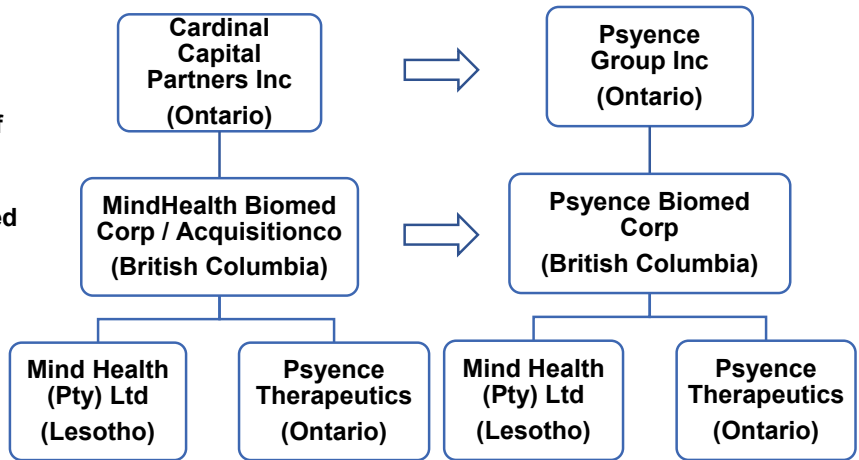 f
ed
Cardinal
Capital
Partners Inc
(Ontario)
Psyence
Group Inc
(Ontario)
MindHealth Biomed
Corp / Acquisitionco
(British Columbia)
Psyence Biomed
Corp
(British Columbia)
Mind Health
(Pty) Ltd
(Lesotho)
Psyence
Therapeutics
(Ontario)
Mind Health
(Pty) Ltd
(Lesotho)
Psyence
Therapeutics
(Ontario)